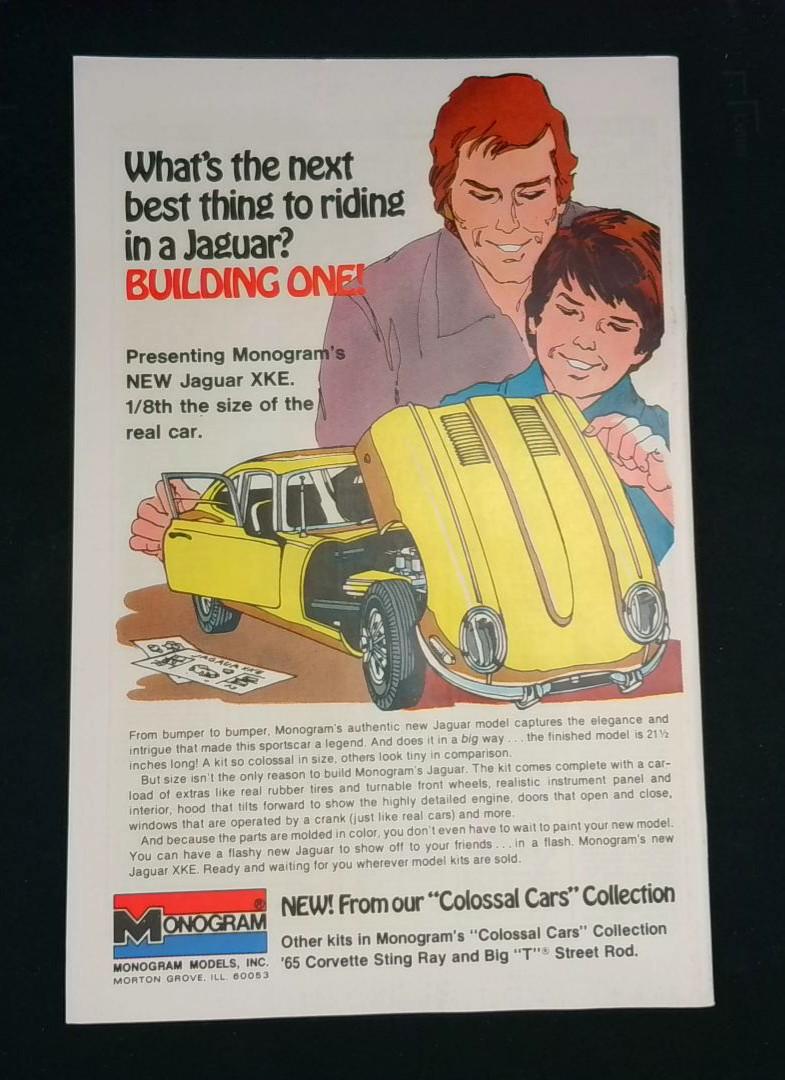 What's the next
best thing to riding
in a Jaguar?
BUILDING ONE!
Presenting Monogram's
NEW Jaguar XKE.
1/8th the size of the
real car.
JAGAUA XKE
From bumper to bumper, Monogram's authentic new Jaguar model captures the elegance and
intrigue that made this sportscar a legend. And does it in a big way . . . the finished model is 21½
inches long! A kit so colossal in size, others look tiny in comparison.
But size isn't the only reason to build Monogram's Jaguar. The kit comes complete with a car-
load of extras like real rubber tires and turnable front wheels, realistic instrument panel and
interior, hood that tilts forward to show the highly detailed engine, doors that open and close,
windows that are operated by a crank (just like real cars) and more.
And because the parts are molded in color, you don't even have to wait to paint your new model.
You can have a flashy new Jaguar to show off to your friends . . . in a flash. Monogram's new
Jaguar XKE. Ready and waiting for you wherever model kits are sold.
MONOGRAM®
MONOGRAM MODELS, INC.
MORTON GROVE, ILL. 60053
NEW! From our "Colossal Cars" Collection
Other kits in Monogram's "Colossal Cars" Collection
'65 Corvette Sting Ray and Big "T"® Street Rod.